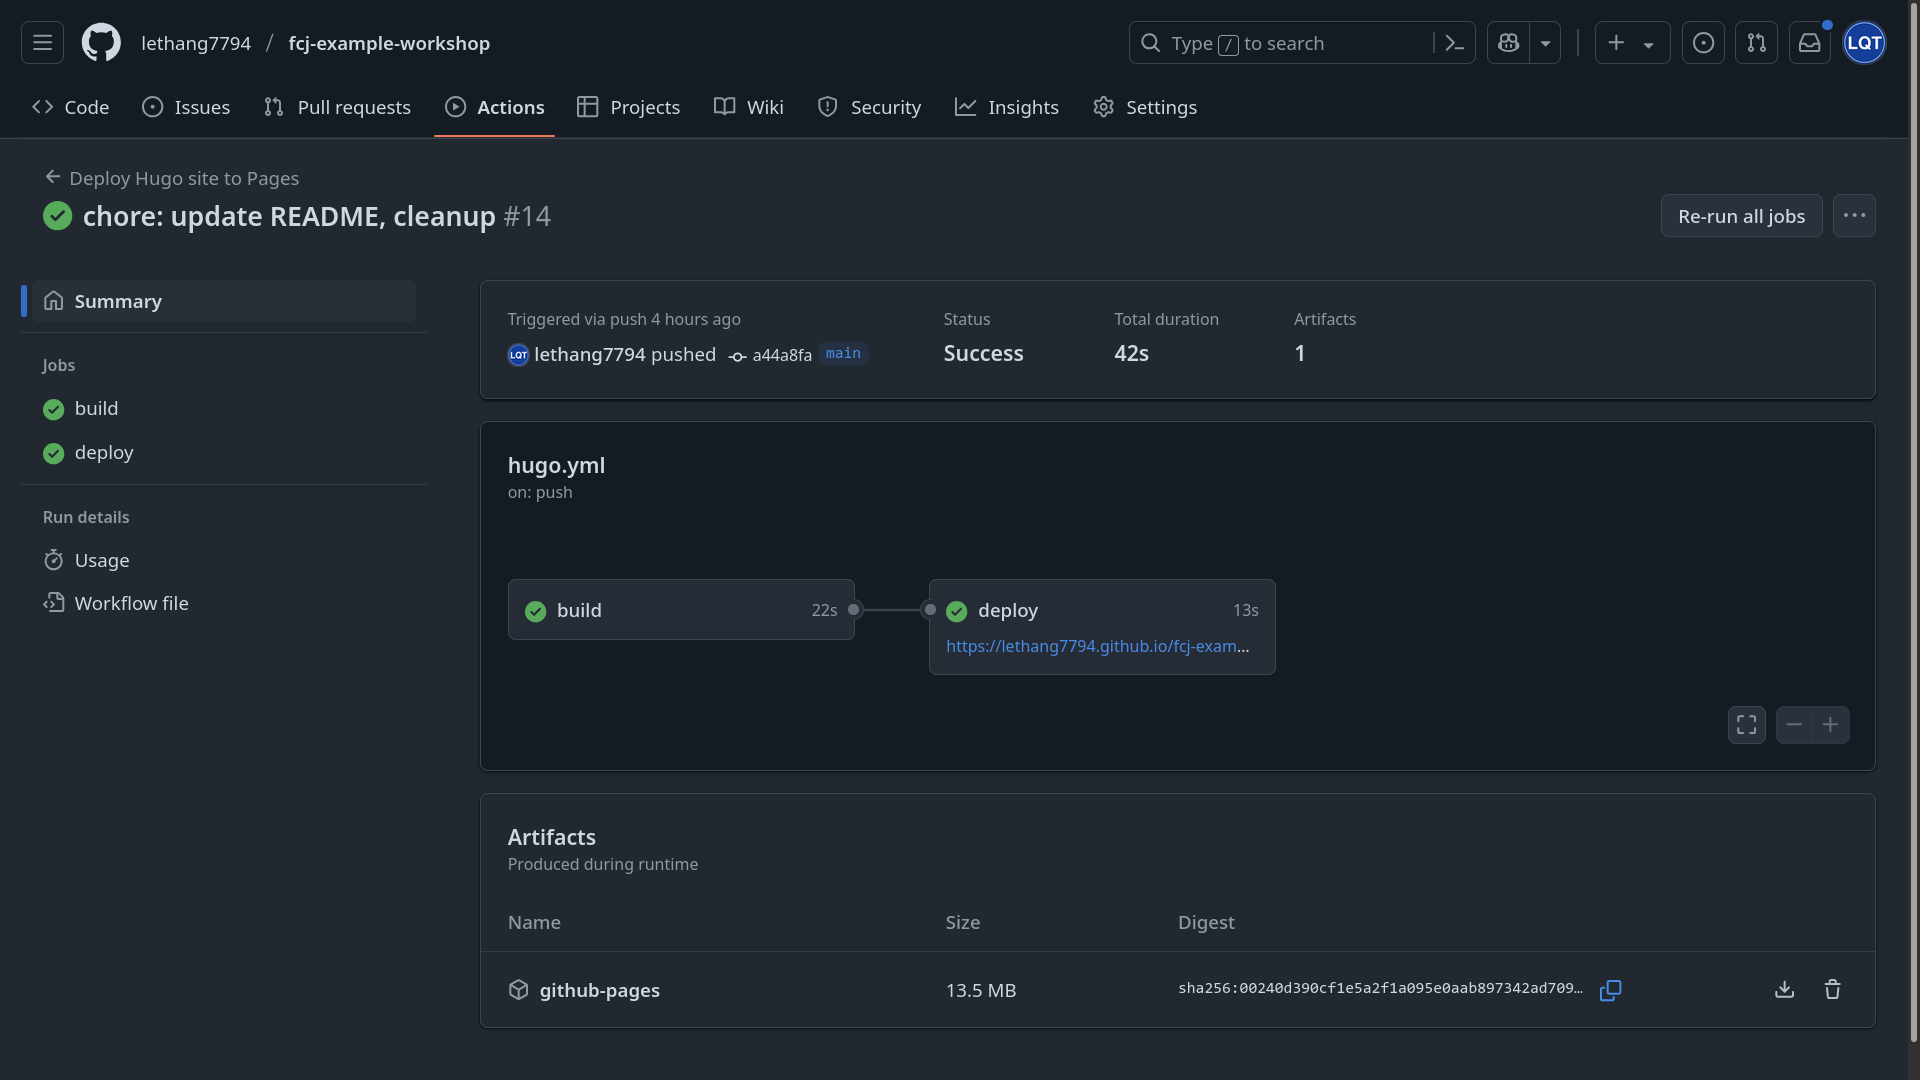 lethang7794 / fcj-example-workshop
Type / to search
LQT
Code Issues Pull requests Actions Projects Wiki Security Insights Settings
Deploy Hugo site to Pages
chore: update README, cleanup #14
Re-run all jobs
Summary
Jobs
build
deploy
Run details
Usage
Workflow file
Triggered via push 4 hours ago
LQT lethang7794 pushed a44a8fa main
Status
Success
Total duration
42s
Artifacts
1
hugo.yml
on: push
build 22s
deploy 13s
https://lethang7794.github.io/fcj-exam...
Artifacts
Produced during runtime
Name Size Digest
github-pages 13.5 MB sha256:00240d390cf1e5a2f1a095e0aab897342ad709…